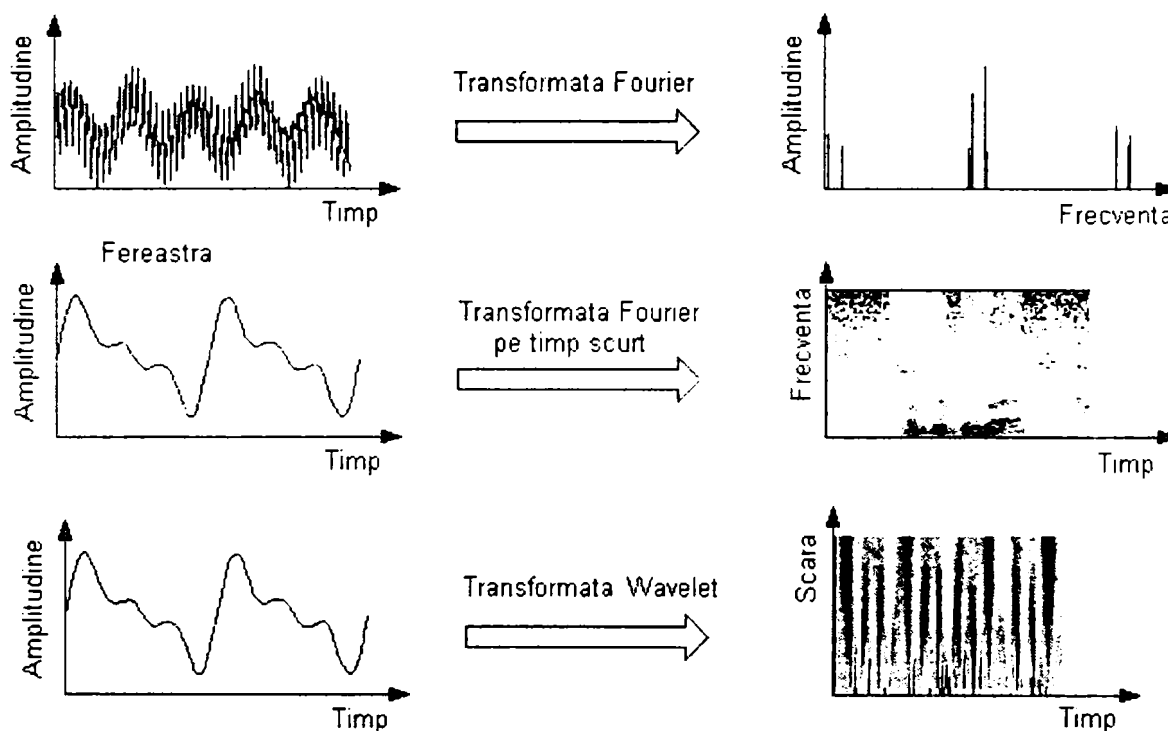 Amplitudine
Timp
Transformata Fourier
Amplitudine
Frecventa
Fereastra
Amplitudine
Timp
Transformata Fourier
pe timp scurt
Frecventa
Timp
Amplitudine
Timp
Transformata Wavelet
Scara
Timp